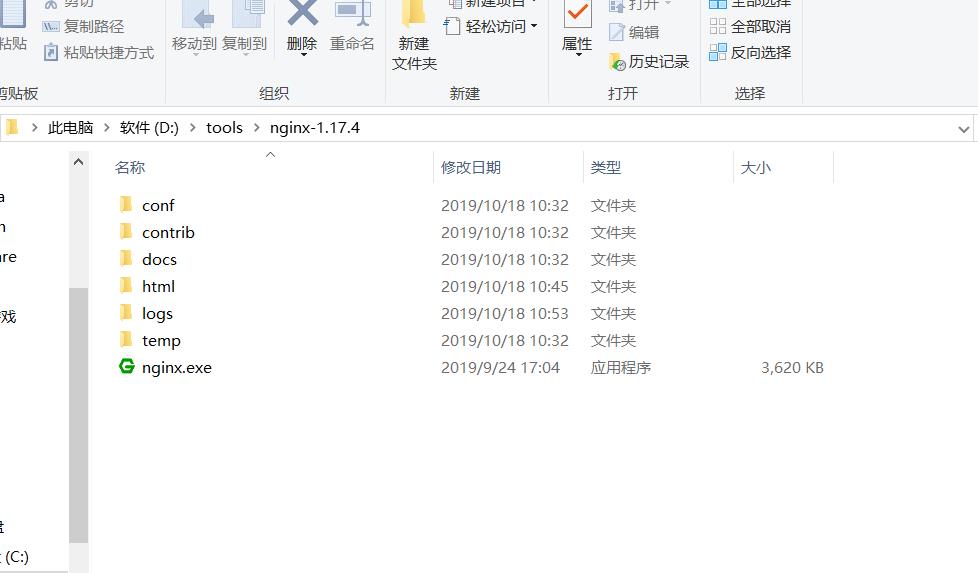 剪切
新建项目
打开
全部选择
粘贴
复制路径
移动到 复制到
删除 重命名
新建
文件夹
轻松访问
属性
编辑
全部取消
粘贴快捷方式
历史记录
反向选择
剪贴板
组织
新建
打开
选择
此电脑 > 软件 (D:) > tools > nginx-1.17.4
名称 修改日期 类型 大小
conf 2019/10/18 10:32 文件夹
contrib 2019/10/18 10:32 文件夹
docs 2019/10/18 10:32 文件夹
html 2019/10/18 10:45 文件夹
logs 2019/10/18 10:53 文件夹
temp 2019/10/18 10:32 文件夹
nginx.exe 2019/9/24 17:04 应用程序 3,620 KB
(C:)